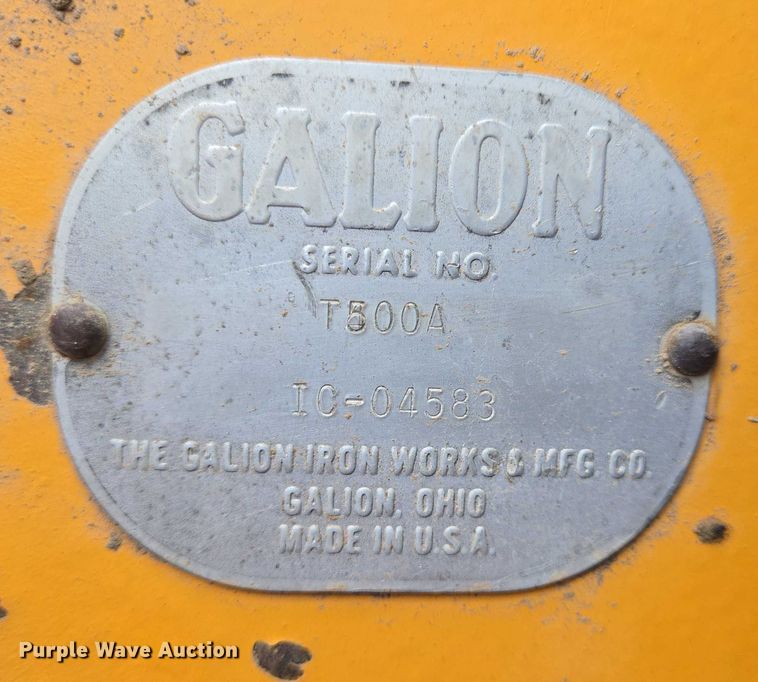 GALION
SERIAL NO.
T500A
IC-04583
THE GALION IRON WORKS & MFG. CO.
GALION, OHIO
MADE IN U.S.A.
Purple Wave Auction